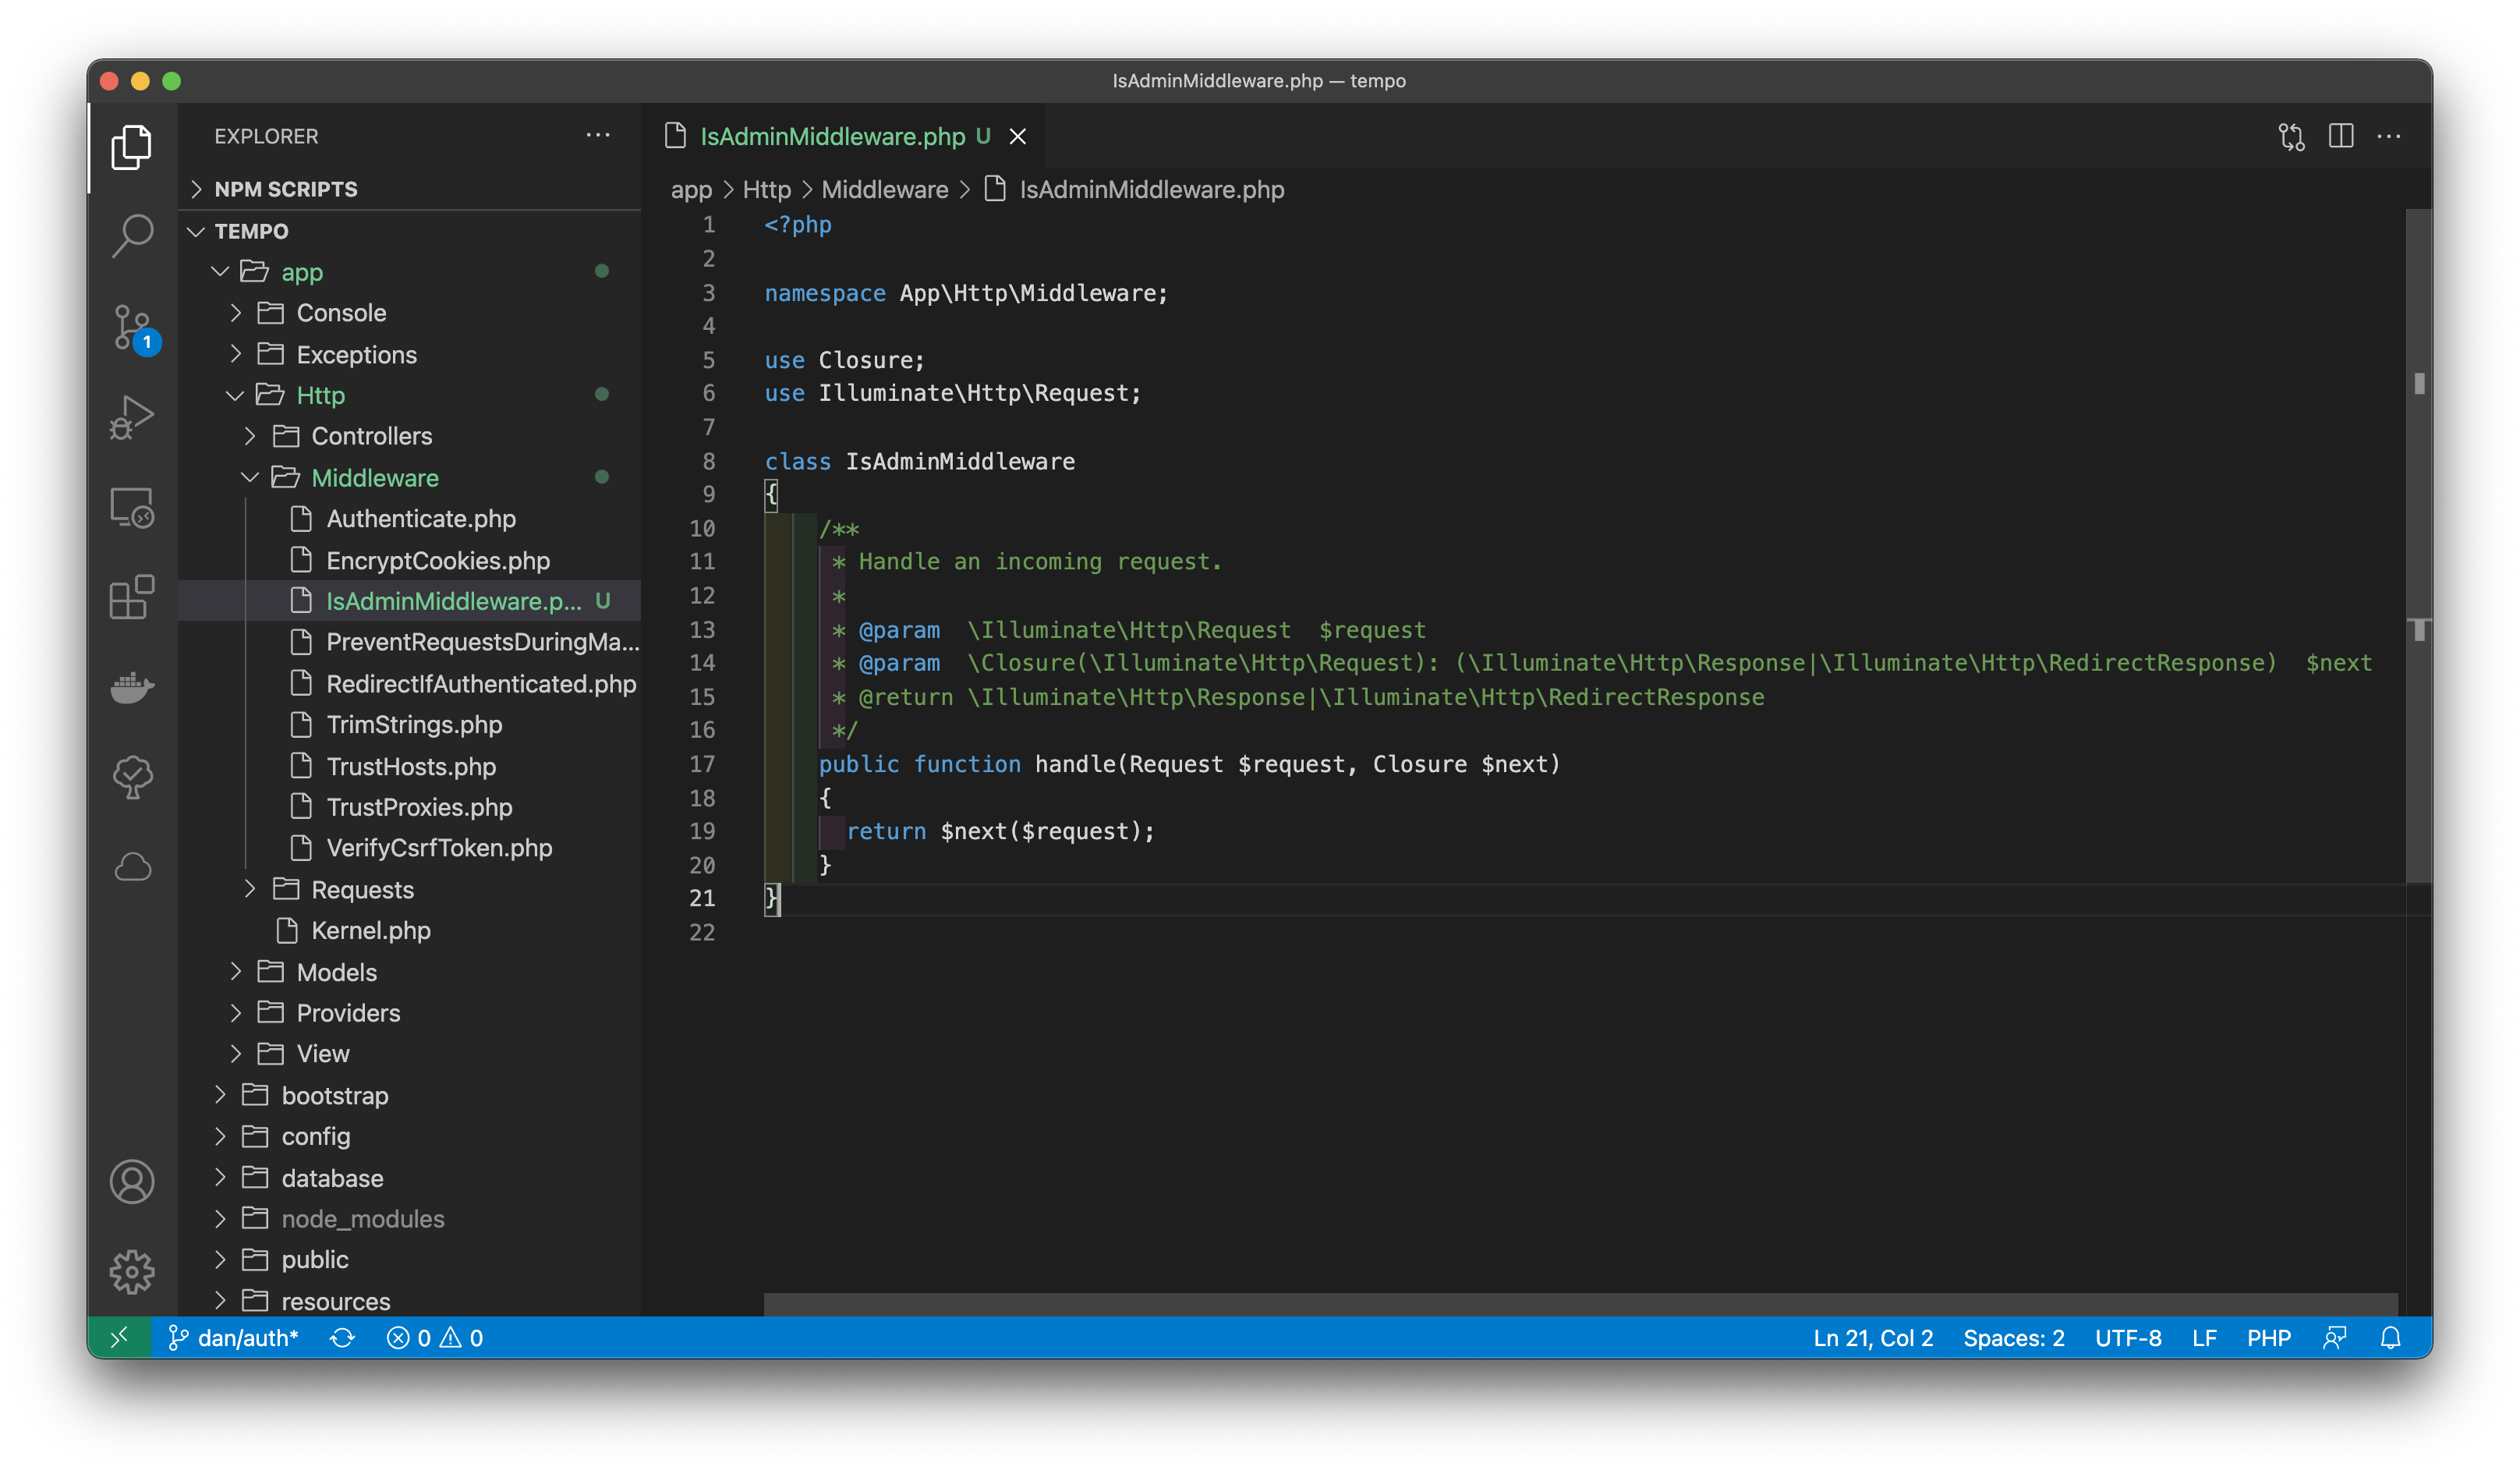 IsAdminMiddleware.php — tempo
EXPLORER
NPM SCRIPTS
TEMPO
app
Console
Exceptions
Http
Controllers
Middleware
Authenticate.php
EncryptCookies.php
IsAdminMiddleware.p... U
PreventRequestsDuringMa...
RedirectIfAuthenticated.php
TrimStrings.php
TrustHosts.php
TrustProxies.php
VerifyCsrfToken.php
Requests
Kernel.php
Models
Providers
View
bootstrap
config
database
node_modules
public
resources
1
IsAdminMiddleware.php U
app > Http > Middleware > IsAdminMiddleware.php
1 <?php
2
3 namespace App\Http\Middleware;
4
5 use Closure;
6 use Illuminate\Http\Request;
7
8 class IsAdminMiddleware
9 {
10 /**
11 * Handle an incoming request.
12 *
13 * @param  \Illuminate\Http\Request  $request
14 * @param  \Closure(\Illuminate\Http\Request): (\Illuminate\Http\Response|\Illuminate\Http\RedirectResponse)  $next
15 * @return \Illuminate\Http\Response|\Illuminate\Http\RedirectResponse
16 */
17 public function handle(Request $request, Closure $next)
18 {
19 return $next($request);
20 }
21 }
22
dan/auth* 0 0 Ln 21, Col 2 Spaces: 2 UTF-8 LF PHP